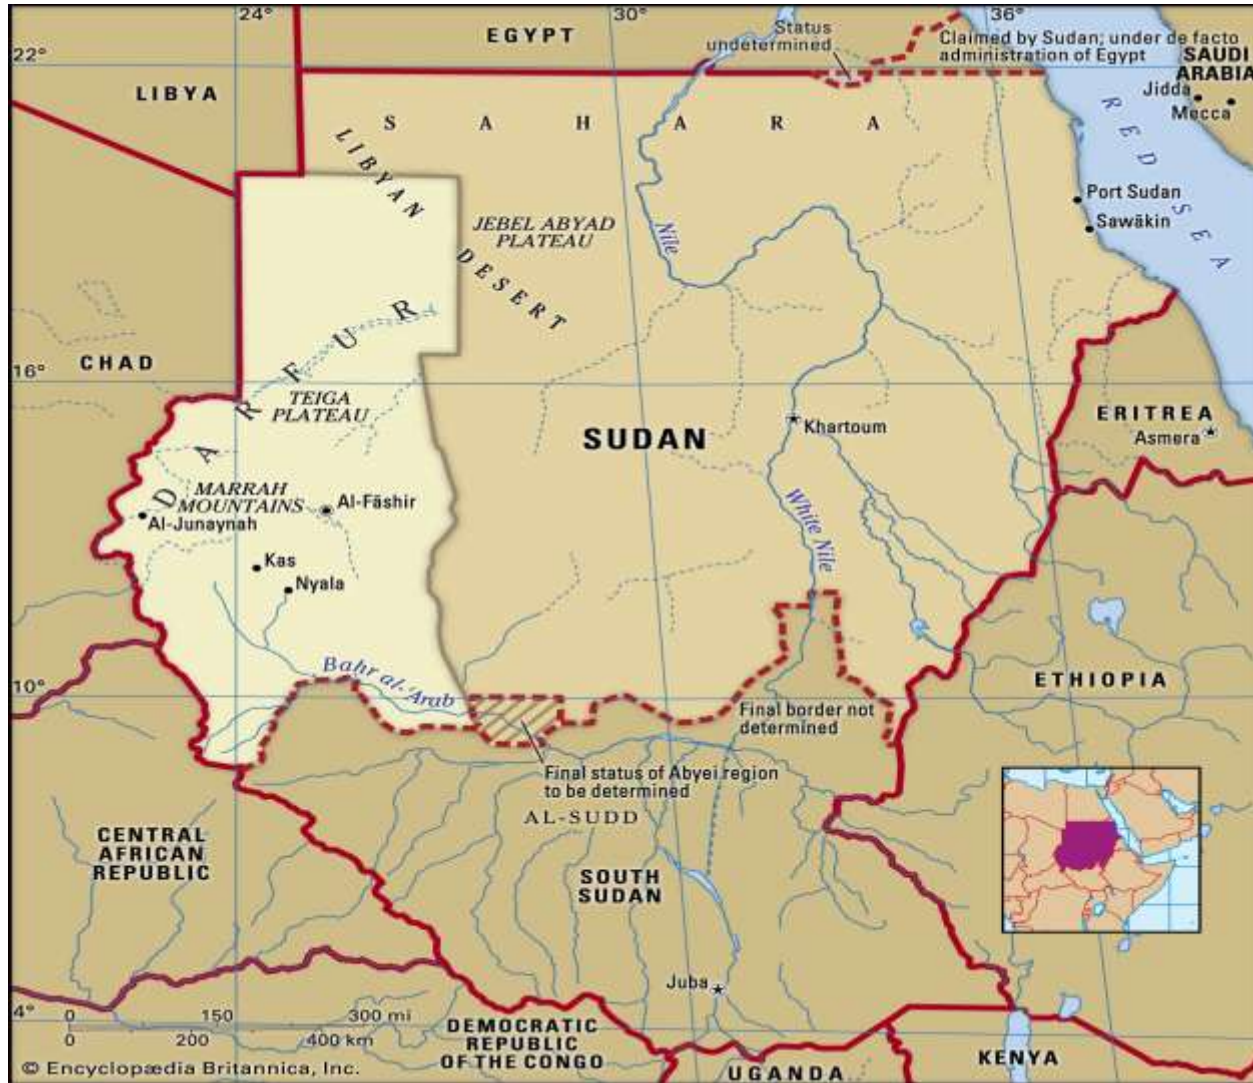 24°
30°
36°
EGYPT
Status
undetermined
Claimed by Sudan; under de facto
administration of Egypt
22°
SAUDI
ARABIA
LIBYA
Jidda
Mecca
SAHARA
LIBYAN
DESERT
RED SEA
Port Sudan
Sawākin
JEBEL ABYAD
PLATEAU
Nile
CHAD
16°
DARFUR
TEIGA
PLATEAU
SUDAN
Khartoum
ERITREA
Asmera
MARRAH
MOUNTAINS
Al-Fāshir
Al-Junaynah
White Nile
Kas
Nyala
Bahr al-ʿArab
10°
ETHIOPIA
Final border not
determined
Final status of Abyei region
to be determined
AL-SUDD
CENTRAL
AFRICAN
REPUBLIC
SOUTH
SUDAN
Juba
4°
0 150 300 mi
0 200 400 km
DEMOCRATIC
REPUBLIC
OF THE CONGO
UGANDA
KENYA
© Encyclopædia Britannica, Inc.